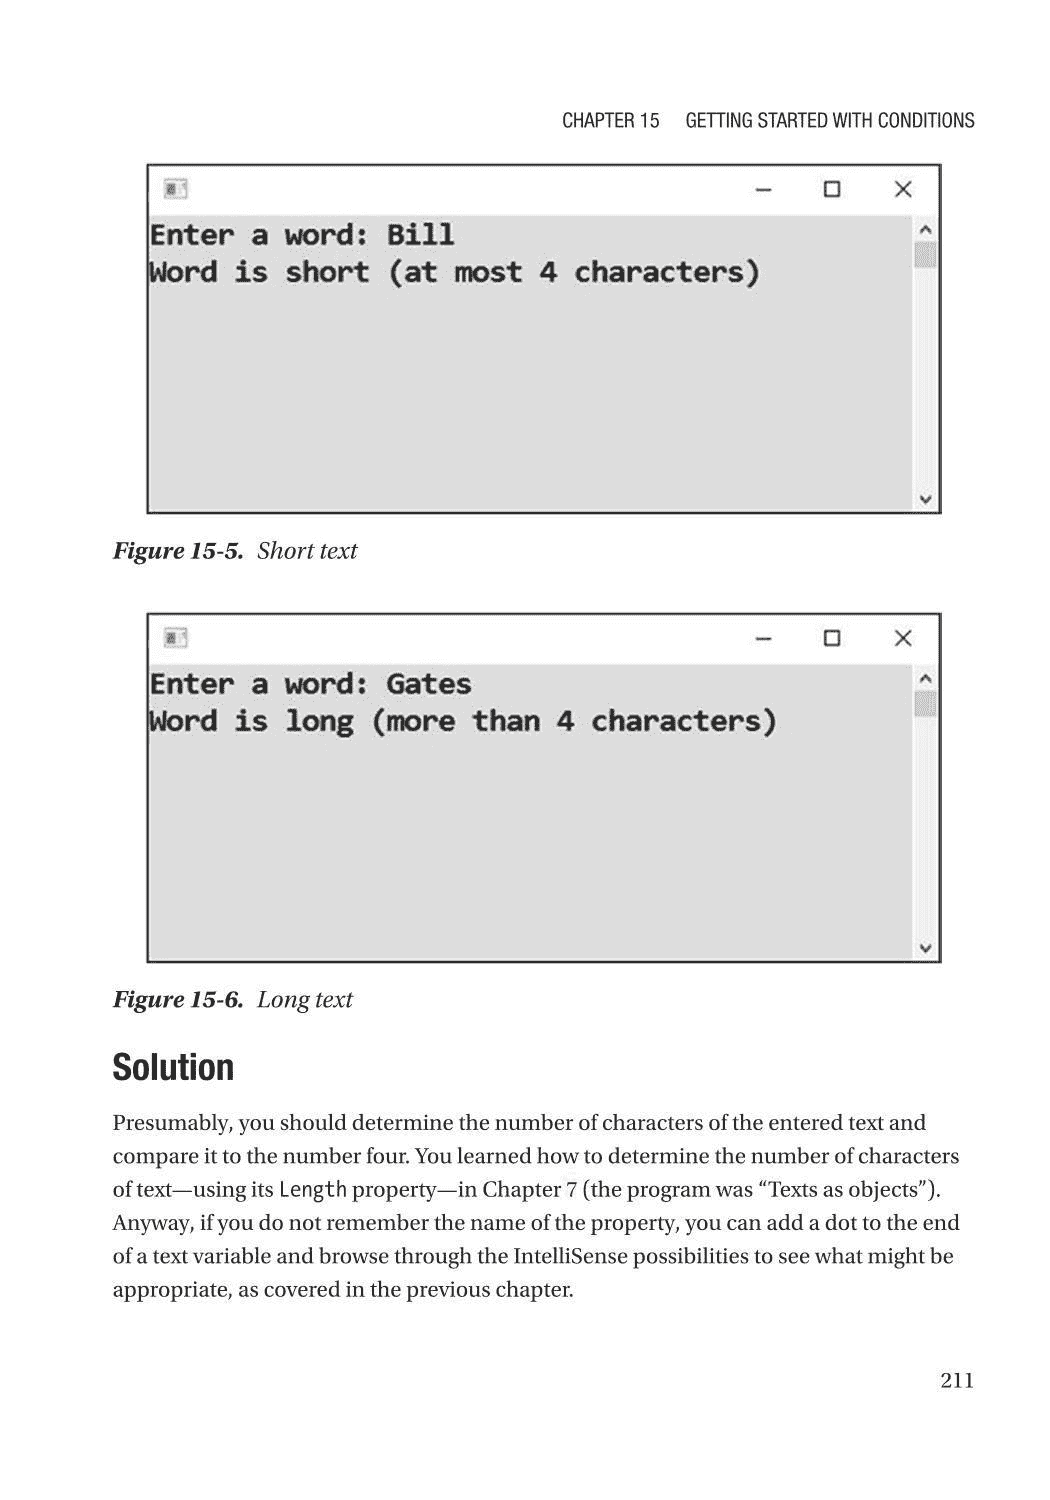 CHAPTER 15 GETTING STARTED WITH CONDITIONS
Enter a word: Bill
Word is short (at most 4 characters)
Figure 15-5. Short text
Enter a word: Gates
Word is long (more than 4 characters)
Figure 15-6. Long text
Solution
Presumably, you should determine the number of characters of the entered text and
compare it to the number four. You learned how to determine the number of characters
of text—using its Length property—in Chapter 7 (the program was “Texts as objects”).
Anyway, if you do not remember the name of the property, you can add a dot to the end
of a text variable and browse through the IntelliSense possibilities to see what might be
appropriate, as covered in the previous chapter.
211